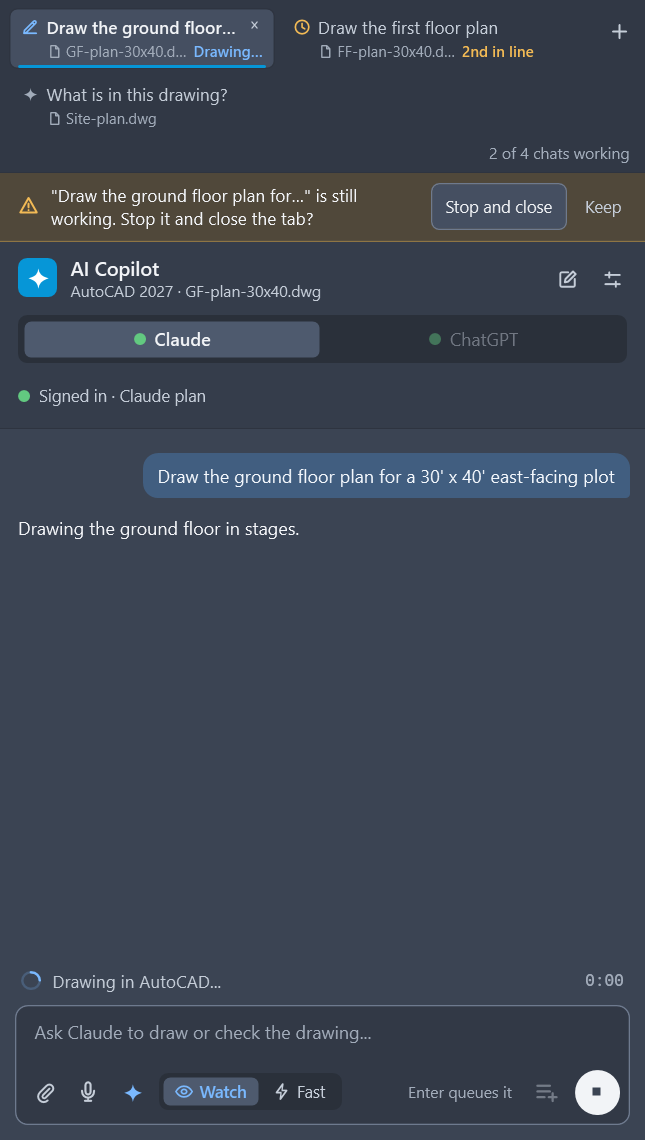 Draw the ground floor... ×
GF-plan-30x40.d... Drawing...
Draw the first floor plan
FF-plan-30x40.d... 2nd in line
What is in this drawing?
Site-plan.dwg
2 of 4 chats working
"Draw the ground floor plan for..." is still
working. Stop it and close the tab?
Stop and close
Keep
AI Copilot
AutoCAD 2027 · GF-plan-30x40.dwg
Claude
ChatGPT
Signed in · Claude plan
Draw the ground floor plan for a 30' x 40' east-facing plot
Drawing the ground floor in stages.
Drawing in AutoCAD... 0:00
Ask Claude to draw or check the drawing...
Watch Fast Enter queues it